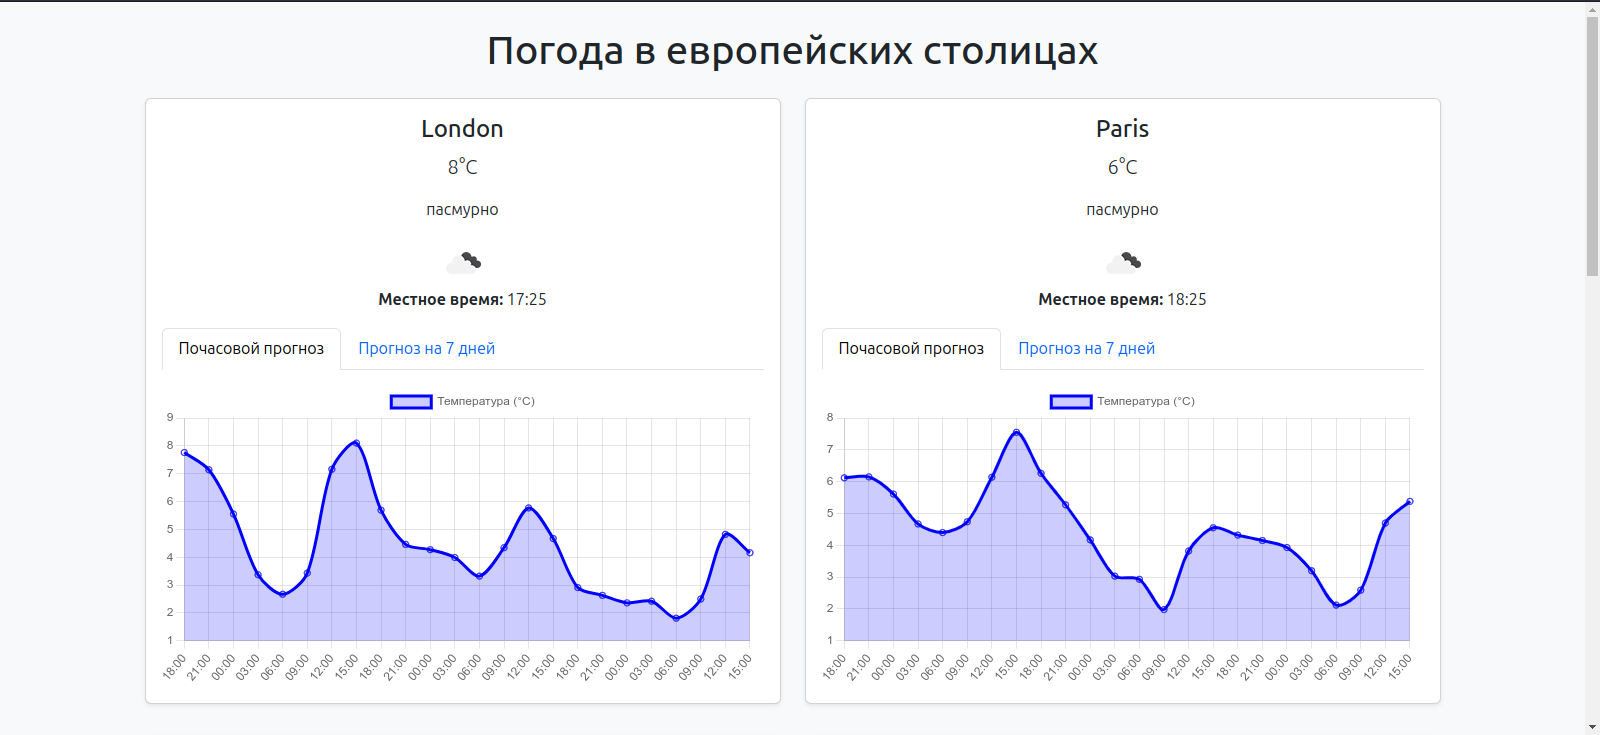 Погода в европейских столицах
London
8°C
пасмурно
Местное время: 17:25
Почасовой прогноз
Прогноз на 7 дней
Температура (°C)
9
8
7
6
5
4
3
2
1
18:00 21:00 00:00 03:00 06:00 09:00 12:00 15:00 18:00 21:00 00:00 03:00 06:00 09:00 12:00 15:00 18:00 21:00 00:00 03:00 06:00 09:00 12:00 15:00
Paris
6°C
пасмурно
Местное время: 18:25
Почасовой прогноз
Прогноз на 7 дней
Температура (°C)
8
7
6
5
4
3
2
1
18:00 21:00 00:00 03:00 06:00 09:00 12:00 15:00 18:00 21:00 00:00 03:00 06:00 09:00 12:00 15:00 18:00 21:00 00:00 03:00 06:00 09:00 12:00 15:00